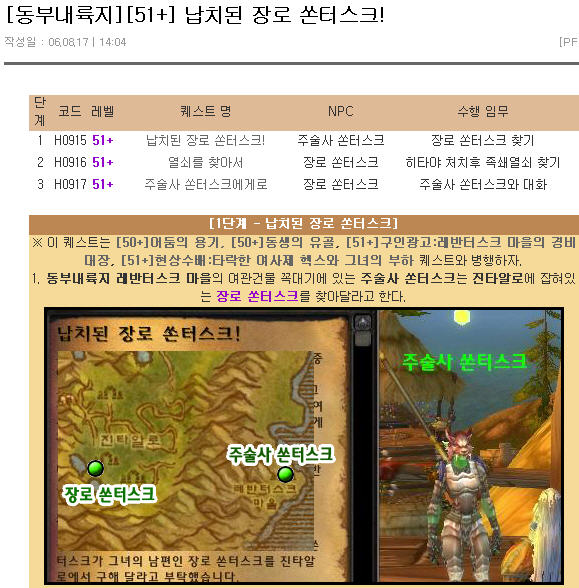 [동부내륙지][51+] 납치된 장로 쏜터스크!
작성일 : 06,08,17 | 14:04 [PF
단계 코드 레벨 퀘스트 명 NPC 수행 임무
1 H0915 51+ 납치된 장로 쏜터스크! 주술사 쏜터스크 장로 쏜터스크 찾기
2 H0916 51+ 열쇠를 찾아서 장로 쏜터스크 히타야 처치후 족쇄열쇠 찾기
3 H0917 51+ 주술사 쏜터스크에게로 장로 쏜터스크 주술사 쏜터스크와 대화
[1단계 - 납치된 장로 쏜터스크]
※ 이 퀘스트는 [50+]어둠의 용기, [50+]동생의 유골, [51+]구인광고:레반터스크 마을의 경비
대장, [51+]현상수배:타락한 여사제 헥스와 그녀의 부하 퀘스트와 병행하자.
1. 동부내륙지 레반터스크 마을의 여관건물 꼭대기에 있는 주술사 쏜터스크는 진타알로에 잡혀있
는 장로 쏜터스크를 찾아달라고 한다.
납치된 장로 쏜터스크!
주술사 쏜터스크
진타알로
주술사 쏜터스크
장로 쏜터스크
레반터스크
마을
터스크가 그녀의 남편인 장로 쏜터스크를 진타알
로에서 구해 달라고 부탁했습니다.